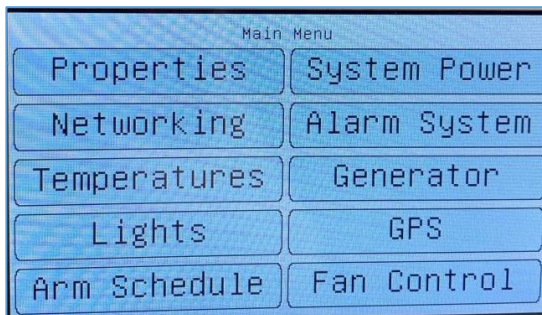 Main Menu
Properties
System Power
Networking
Alarm System
Temperatures
Generator
Lights
GPS
Arm Schedule
Fan Control